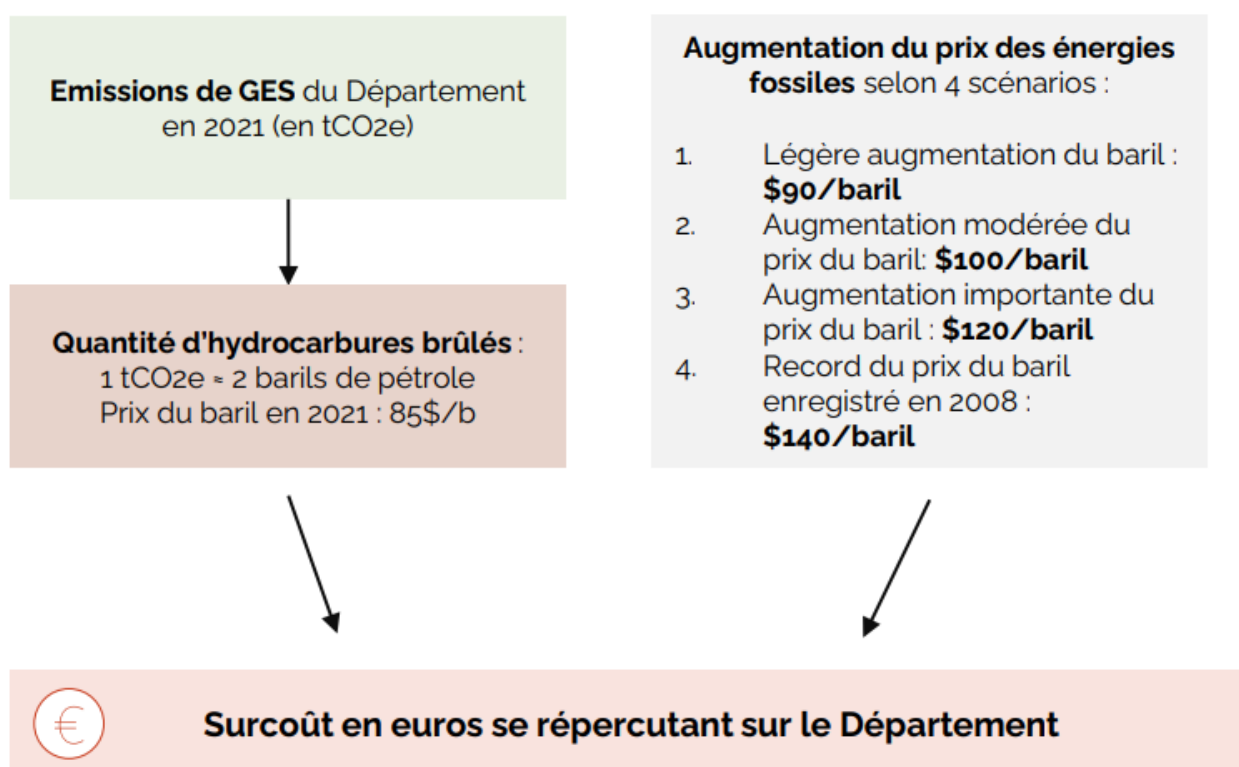 Emissions de GES du Département
en 2021 (en tCO2e)
Quantité d'hydrocarbures brûlés :
1 tCO2e ≈ 2 barils de pétrole
Prix du baril en 2021 : 85$/b
Augmentation du prix des énergies
fossiles selon 4 scénarios :
1. Légère augmentation du baril :
$90/baril
2. Augmentation modérée du
prix du baril: $100/baril
3. Augmentation importante du
prix du baril : $120/baril
4. Record du prix du baril
enregistré en 2008 :
$140/baril
€ Surcoût en euros se répercutant sur le Département